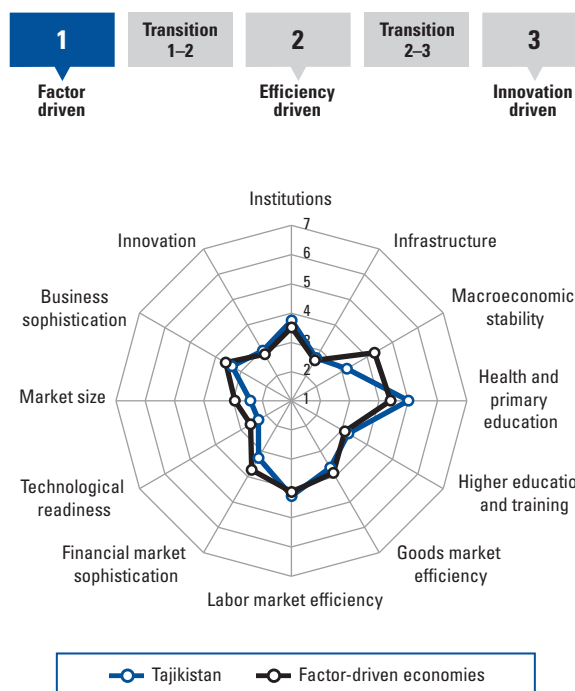 1
Transition
1–2
2
Transition
2–3
3
Factor
driven
Efficiency
driven
Innovation
driven
Institutions
7
6
5
4
3
2
1
Infrastructure
Macroeconomic
stability
Health and
primary
education
Higher educatio
and training
Goods market
efficiency
Labor market efficiency
Financial market
sophistication
Technological
readiness
Market size
Business
sophistication
Innovation
Tajikistan
Factor-driven economies